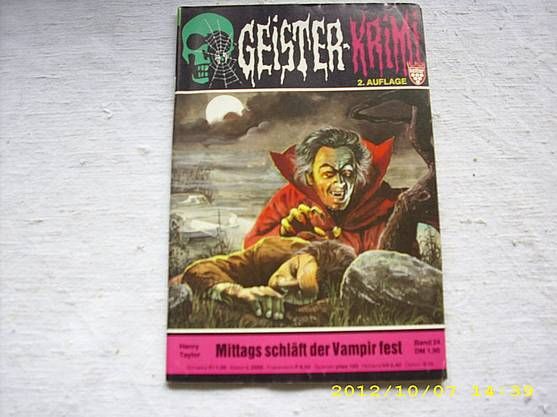 GEISTER-KRIMI
2. AUFLAGE
Henry
Taylor
Mittags schläft der Vampir fest
Band 24
DM 1,90
2012/10/07 14:39